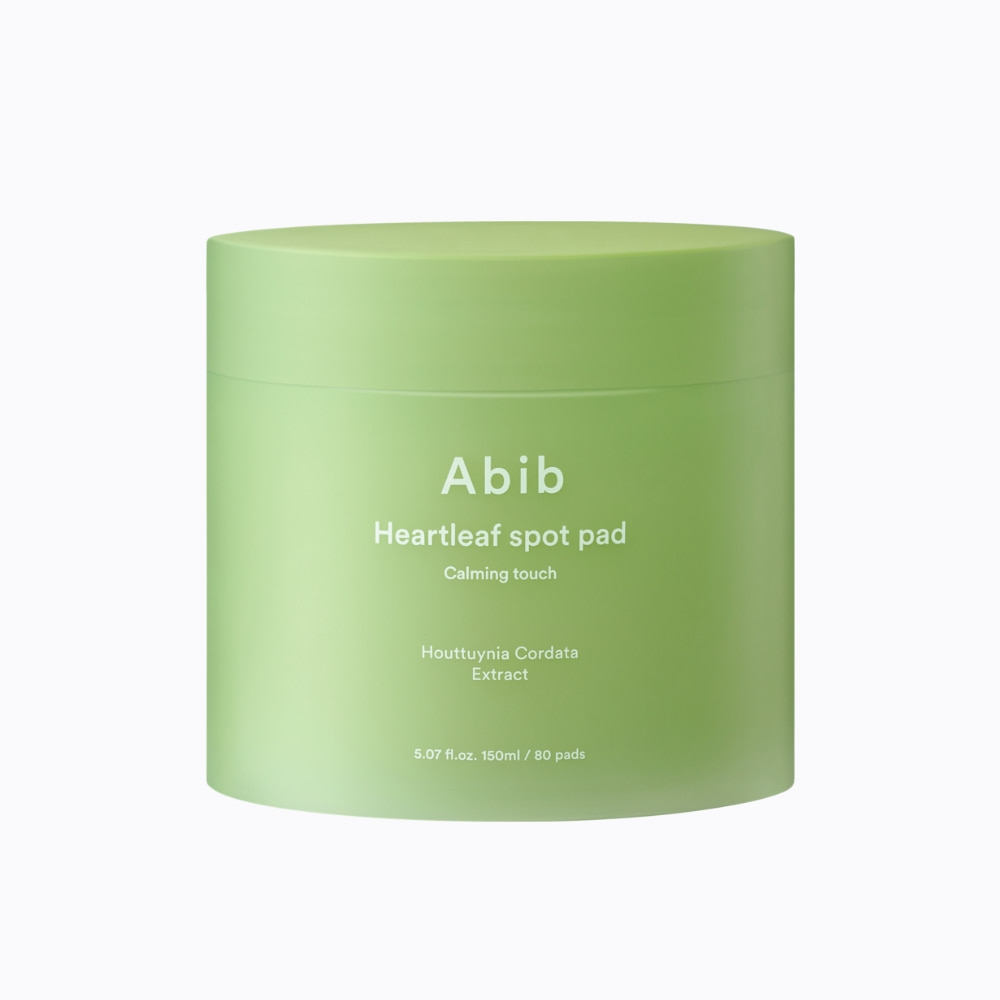 Abib
Heartleaf spot pad
Calming touch
Houttuynia Cordata
Extract
5.07 fl.oz. 150ml / 80 pads